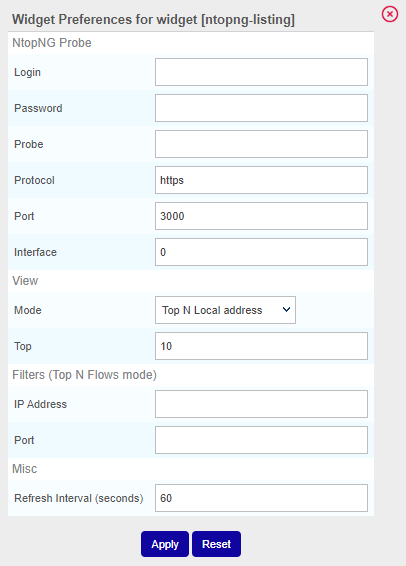 Widget Preferences for widget [ntopng-listing]
NtopNG Probe
Login
Password
Probe
Protocol https
Port 3000
Interface 0
View
Mode Top N Local address
Top 10
Filters (Top N Flows mode)
IP Address
Port
Misc
Refresh Interval (seconds) 60
Apply Reset